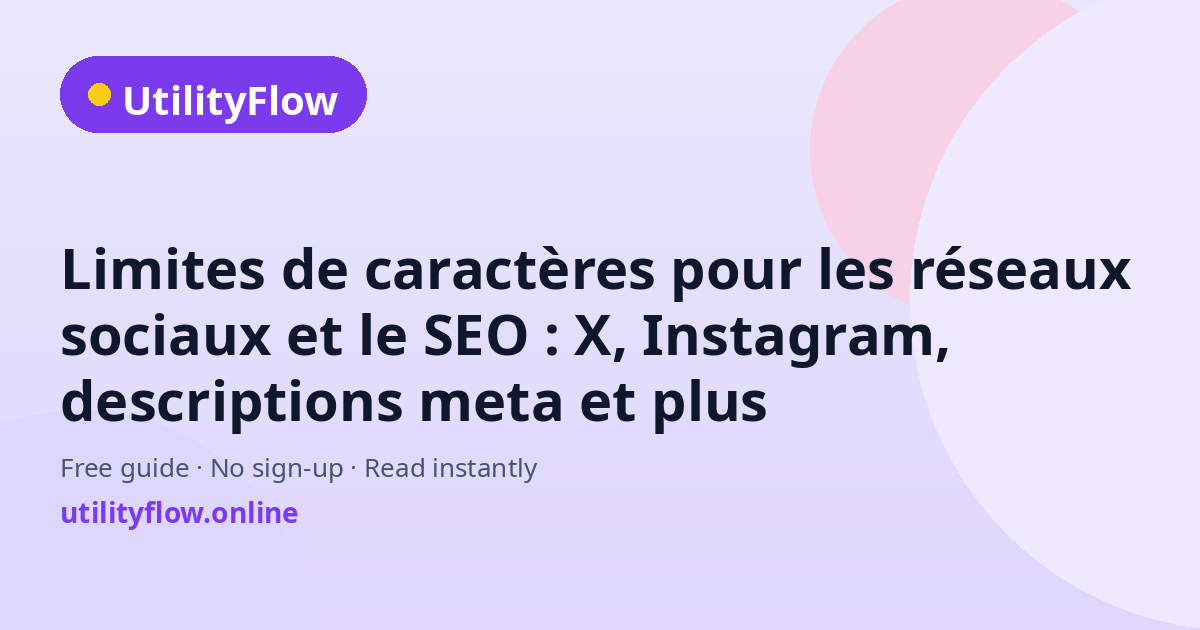 UtilityFlow
Limites de caractères pour les réseaux
sociaux et le SEO : X, Instagram,
descriptions meta et plus
Free guide · No sign-up · Read instantly
utilityflow.online